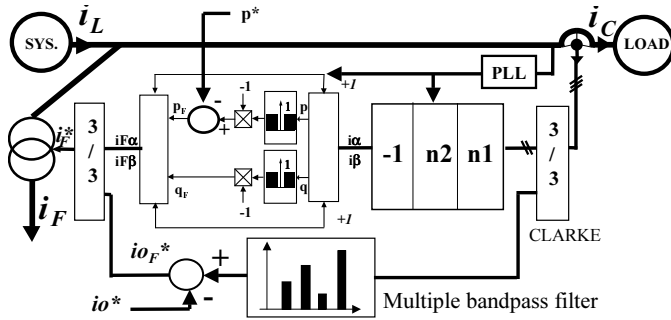 i_L
i_C
p*
SYS.
LOAD
PLL
-1
+1
-
+
1
p_F
p
3
/
3
i_F*
iFα
iFβ
iα
iβ
-1
n2
n1
3
/
3
1
q_F
q
-1
+1
i_F
CLARKE
io_F*
+
-
io*
Multiple bandpass filter